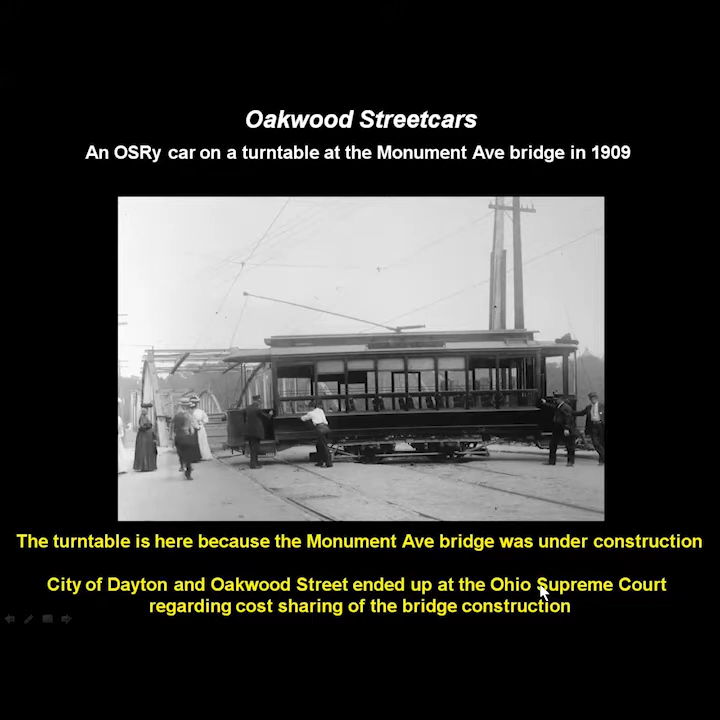 Oakwood Streetcars
An OSRy car on a turntable at the Monument Ave bridge in 1909
The turntable is here because the Monument Ave bridge was under construction
City of Dayton and Oakwood Street ended up at the Ohio Supreme Court
regarding cost sharing of the bridge construction